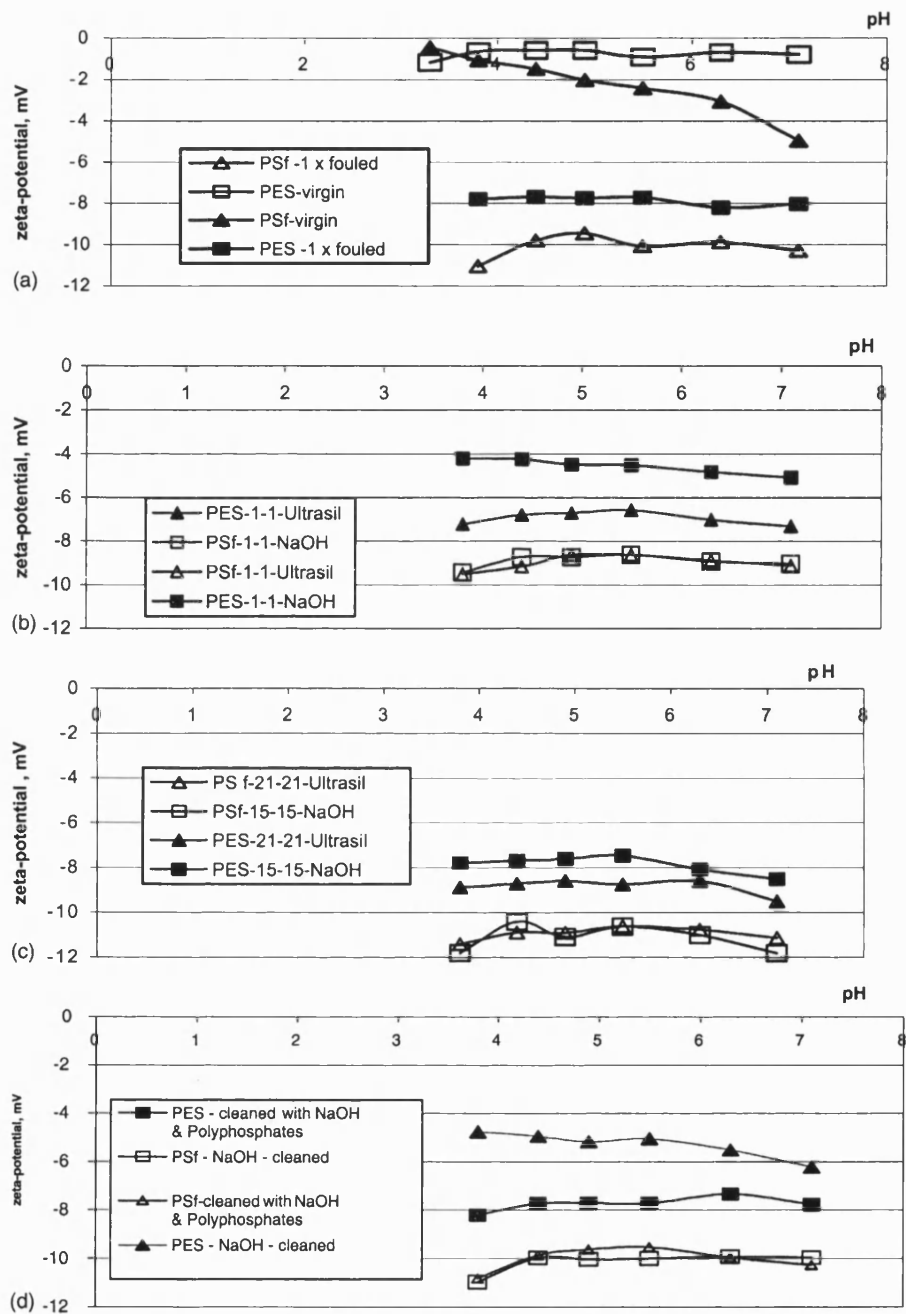 pH
0
0
2
4
6
8
-2
-4
-6
-8
-10
-12
zeta-potential, mV
PSf -1 x fouled
PES-virgin
PSf-virgin
PES -1 x fouled
(a)
pH
0
0
1
2
3
4
5
6
7
8
-2
-4
-6
-8
-10
-12
zeta-potential, mV
PES-1-1-Ultrasil
PSf-1-1-NaOH
PSf-1-1-Ultrasil
PES-1-1-NaOH
(b)
pH
0
0
1
2
3
4
5
6
7
8
-2
-4
-6
-8
-10
-12
zeta-potential , mV
PS f-21-21-Ultrasil
PSf-15-15-NaOH
PES-21-21-Ultrasil
PES-15-15-NaOH
(c)
pH
0
0
1
2
3
4
5
6
7
8
-2
-4
-6
-8
-10
-12
zeta-potential, mV
PES - cleaned with NaOH
& Polyphosphates
PSf - NaOH - cleaned
PSf-cleaned with NaOH
& Polyphosphates
PES - NaOH - cleaned
(d)